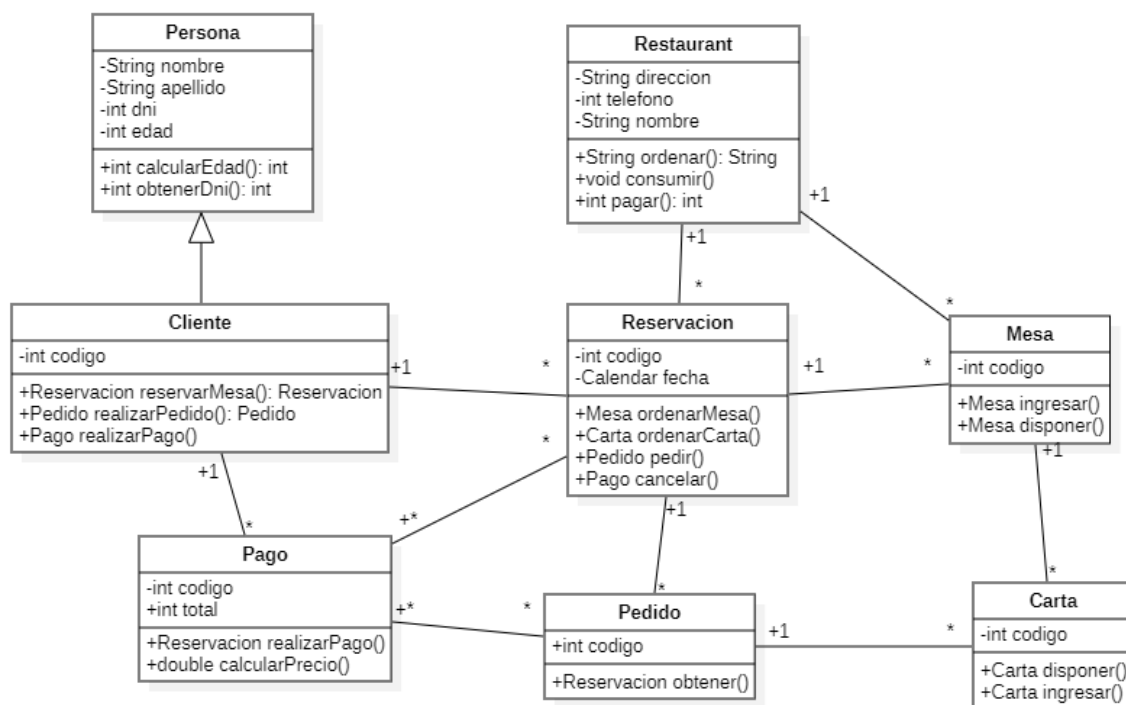 Persona
-String nombre
-String apellido
-int dni
-int edad
+int calcularEdad(): int
+int obtenerDni(): int
Restaurant
-String direccion
-int telefono
-String nombre
+String ordenar(): String
+void consumir()
+int pagar(): int
+1
+1
*
*
Cliente
-int codigo
+Reservacion reservarMesa(): Reservacion
+Pedido realizarPedido(): Pedido
+Pago realizarPago()
+1
*
Reservacion
-int codigo
-Calendar fecha
+Mesa ordenarMesa()
+Carta ordenarCarta()
+Pedido pedir()
+Pago cancelar()
+1
*
Mesa
-int codigo
+Mesa ingresar()
+Mesa disponer()
+1
*
*
+*
+1
+1
*
*
*
Pago
-int codigo
+int total
+Reservacion realizarPago()
+double calcularPrecio()
+*
*
Pedido
+int codigo
+Reservacion obtener()
+1
*
Carta
-int codigo
+Carta disponer()
+Carta ingresar()